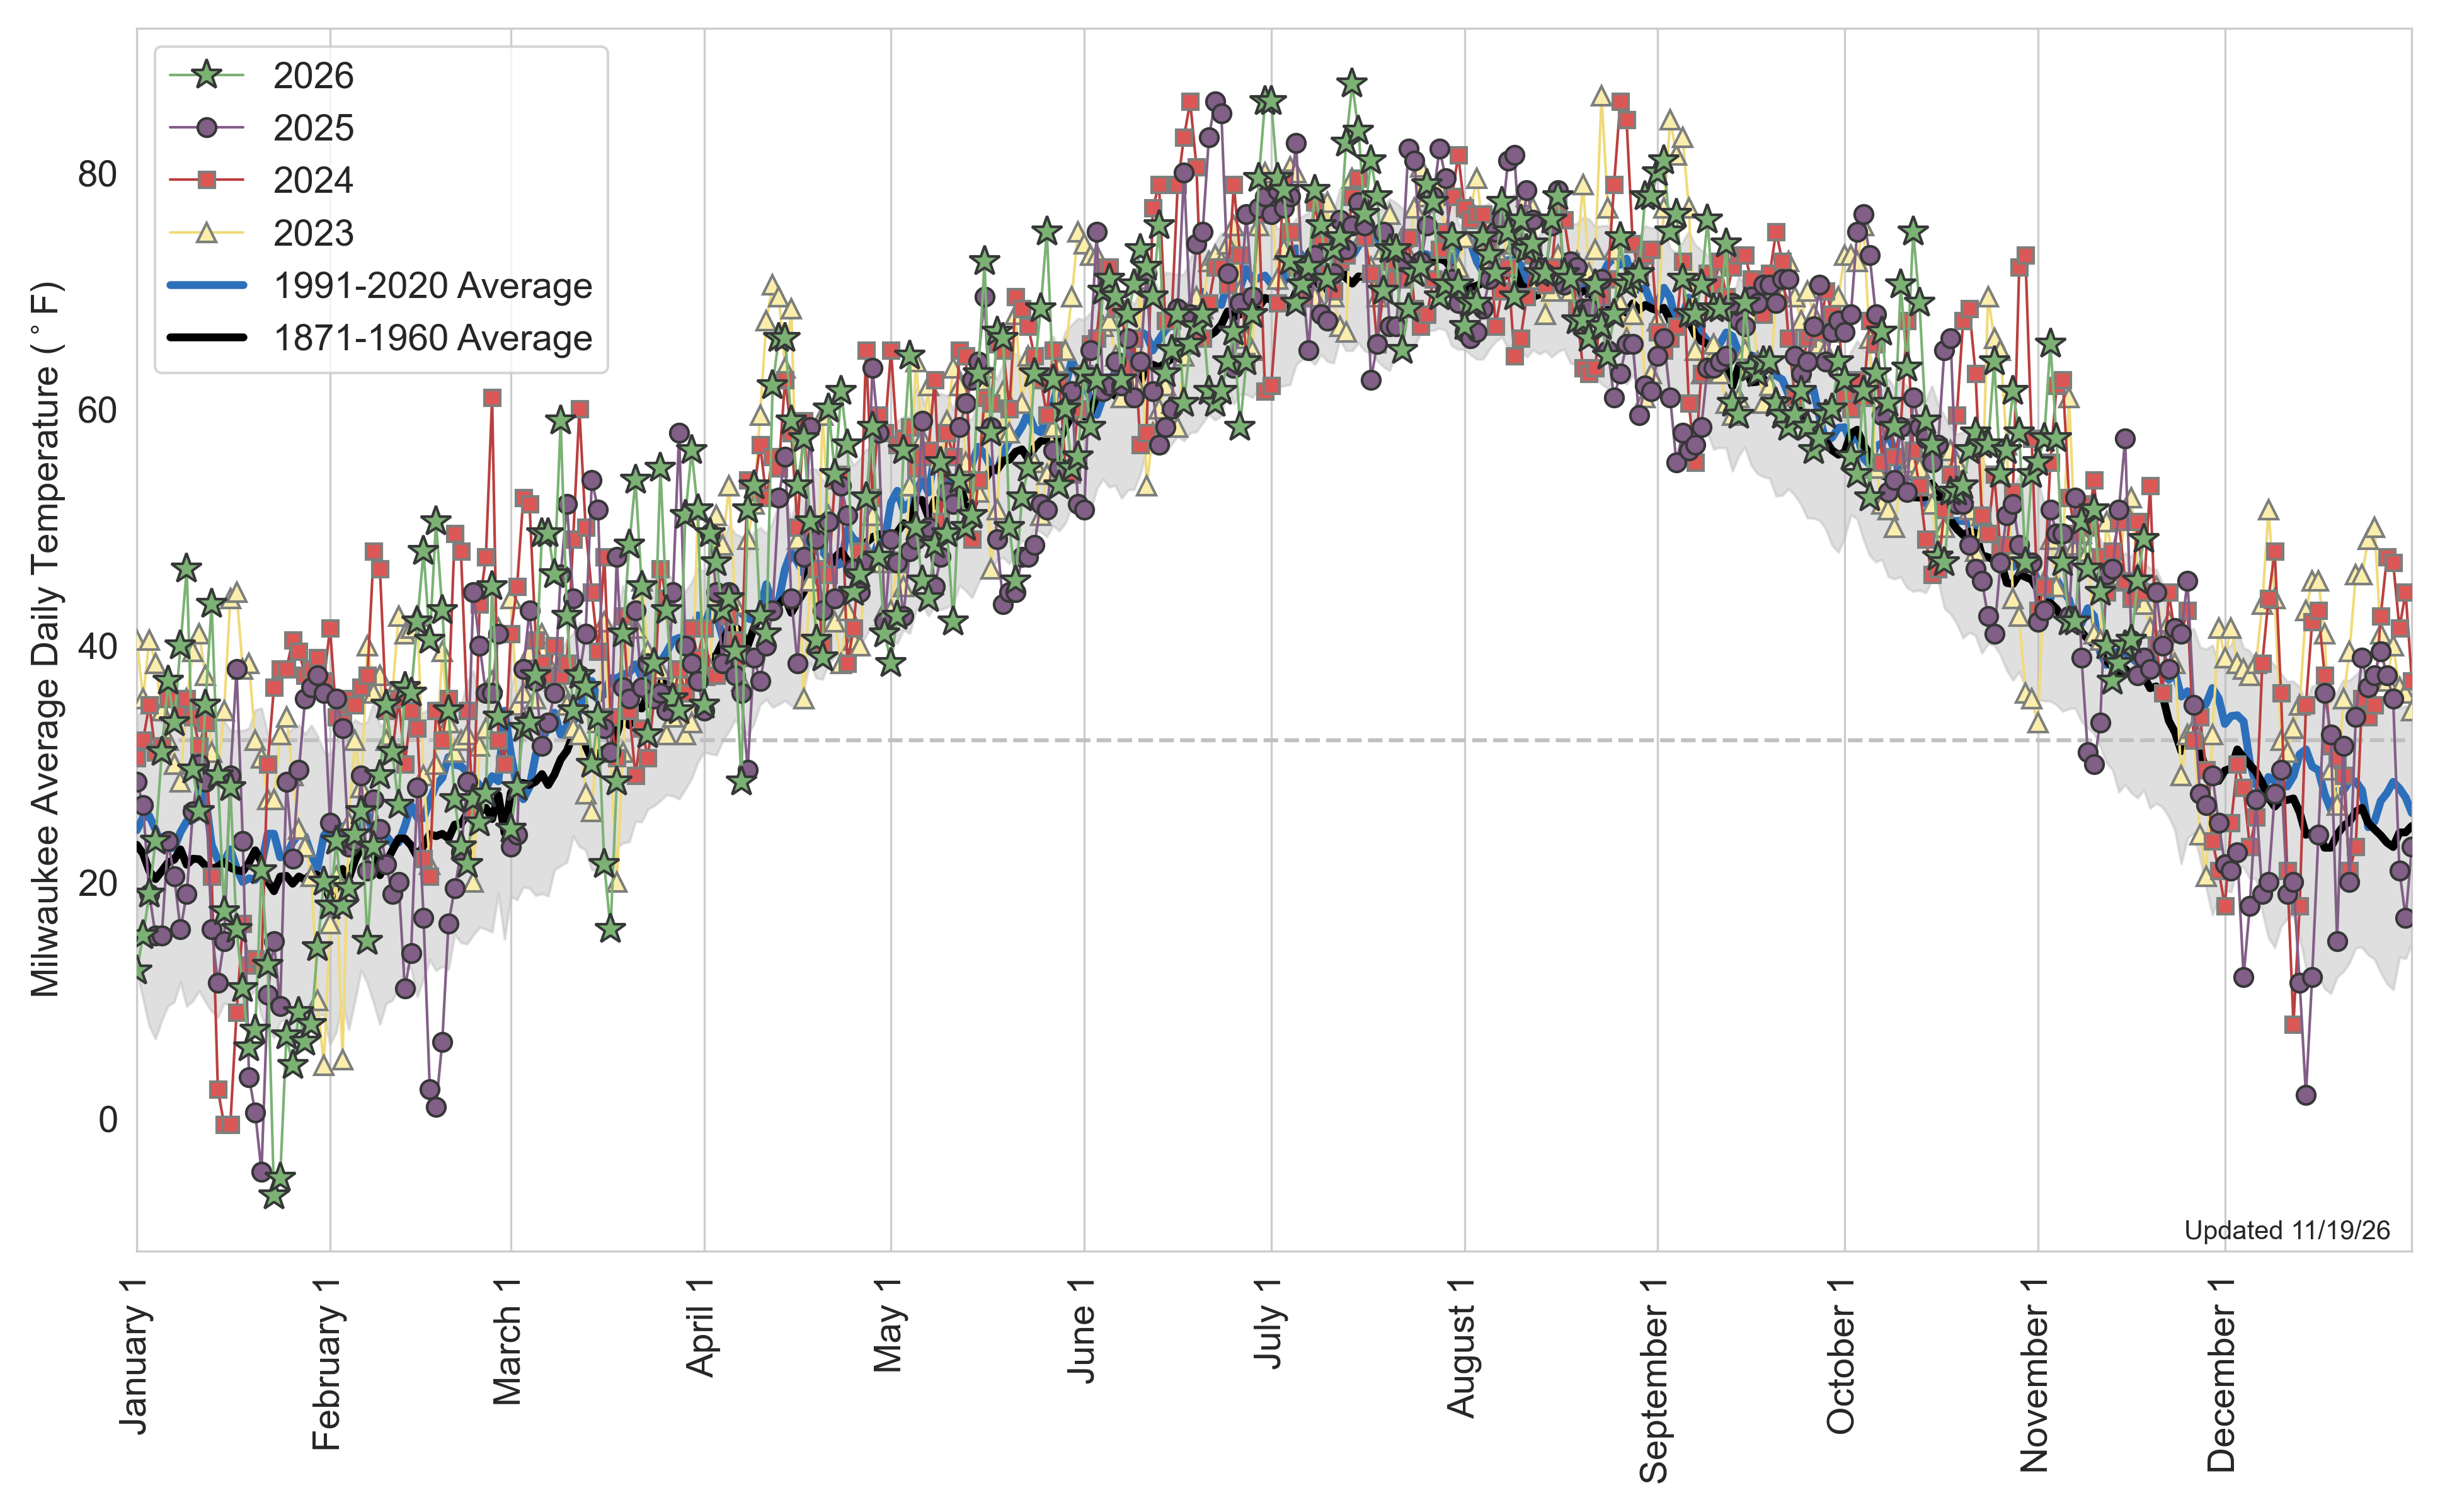 2026
2025
2024
2023
1991-2020 Average
1871-1960 Average
Milwaukee Average Daily Temperature (°F)
80
60
40
20
0
Updated 11/19/26
January 1
February 1
March 1
April 1
May 1
June 1
July 1
August 1
September 1
October 1
November 1
December 1